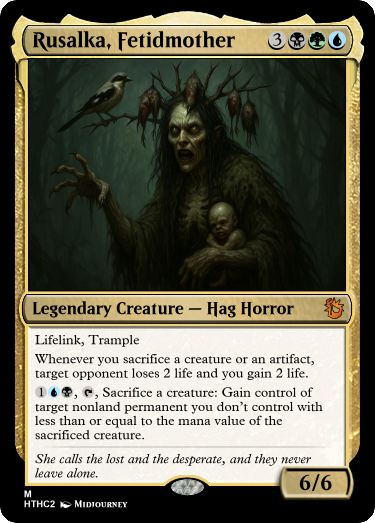 Rusalka, Fetidmother 3
Legendary Creature — Hag Horror
Lifelink, Trample
Whenever you sacrifice a creature or an artifact,
target opponent loses 2 life and you gain 2 life.
1, Sacrifice a creature: Gain control of
target nonland permanent you don't control with
less than or equal to the mana value of the
sacrificed creature.
She calls the lost and the desperate, and they never
leave alone.
6/6
M
HTHC2 Midjourney